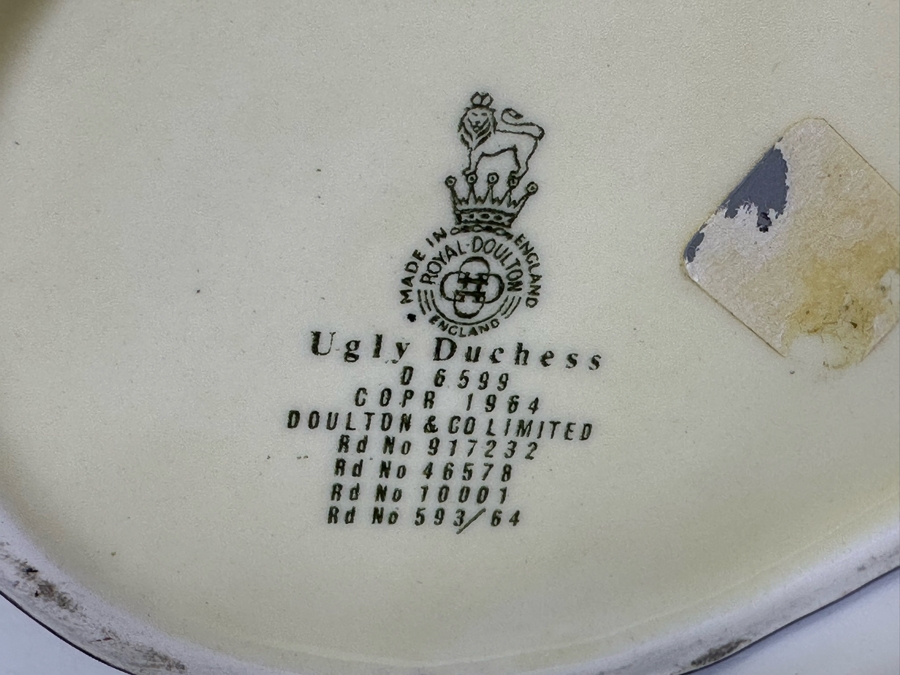 MADE IN ENGLAND
ROYAL·DOULTON
ENGLAND
Ugly Duchess
D 6599
COPR 1964
DOULTON & CO LIMITED
Rd No 917232
Rd No 46578
Rd No 10001
Rd No 593/64